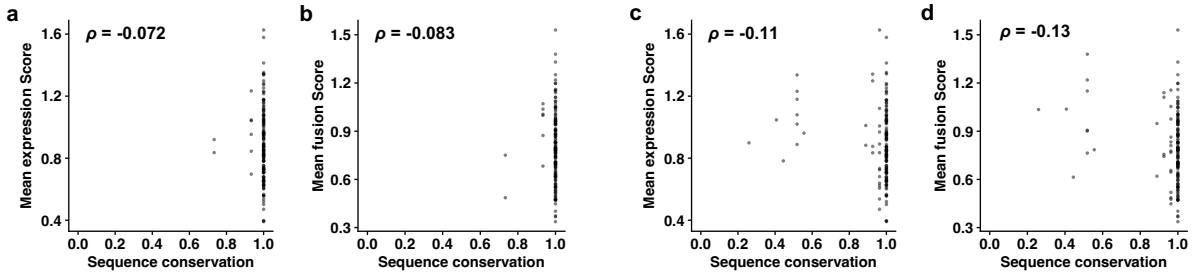 a
ρ = -0.072
Mean expression Score
1.6
1.2
0.8
0.4
0.0 0.2 0.4 0.6 0.8 1.0
Sequence conservation
b
ρ = -0.083
Mean fusion Score
1.5
1.2
0.9
0.6
0.3
0.0 0.2 0.4 0.6 0.8 1.0
Sequence conservation
c
ρ = -0.11
Mean expression Score
1.6
1.2
0.8
0.4
0.0 0.2 0.4 0.6 0.8 1.0
Sequence conservation
d
ρ = -0.13
Mean fusion Score
1.5
1.2
0.9
0.6
0.3
0.0 0.2 0.4 0.6 0.8 1.0
Sequence conservation